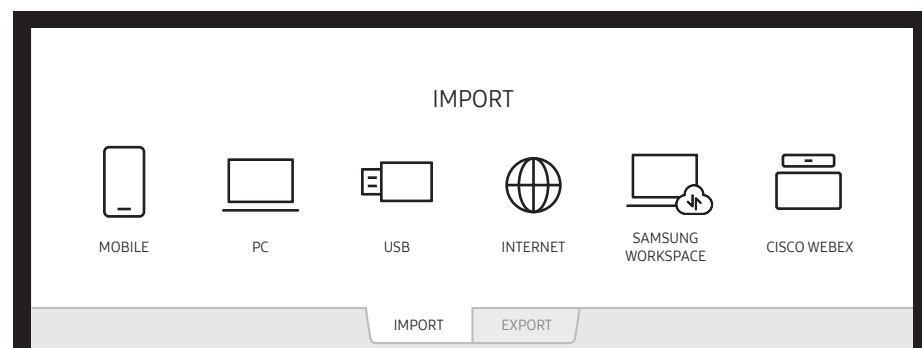 IMPORT
MOBILE
PC
USB
INTERNET
SAMSUNG
WORKSPACE
CISCO WEBEX
IMPORT
EXPORT